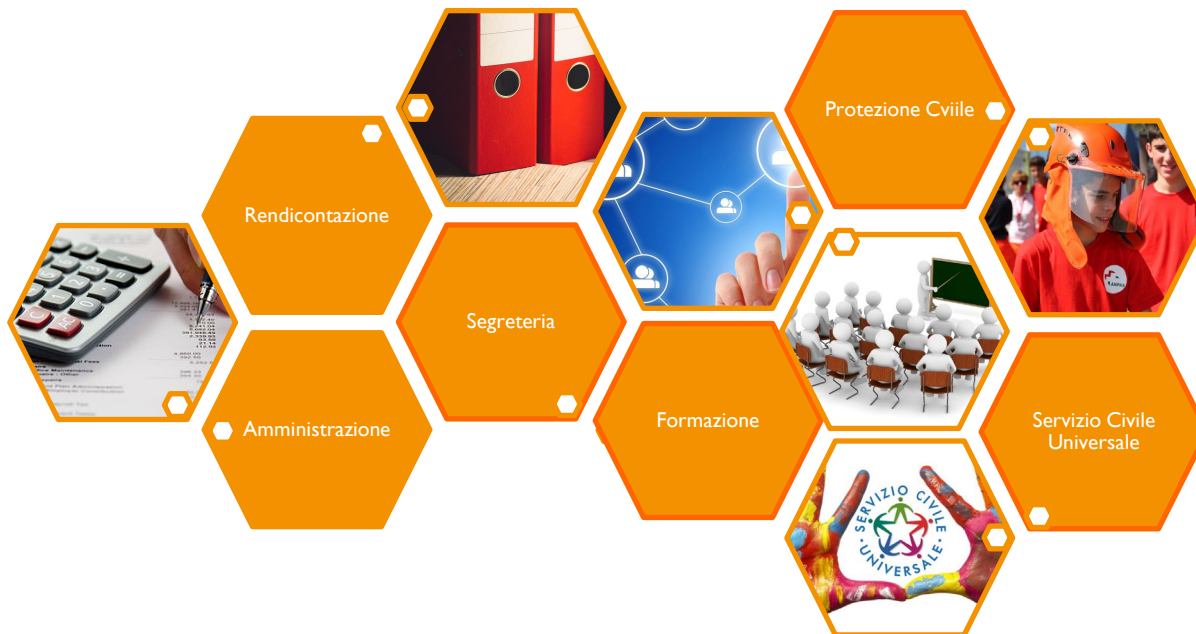 Protezione Cviile
Rendicontazione
Segreteria
Amministrazione
Formazione
Servizio Civile
Universale
SERVIZIO CIVILE
UNIVERSALE